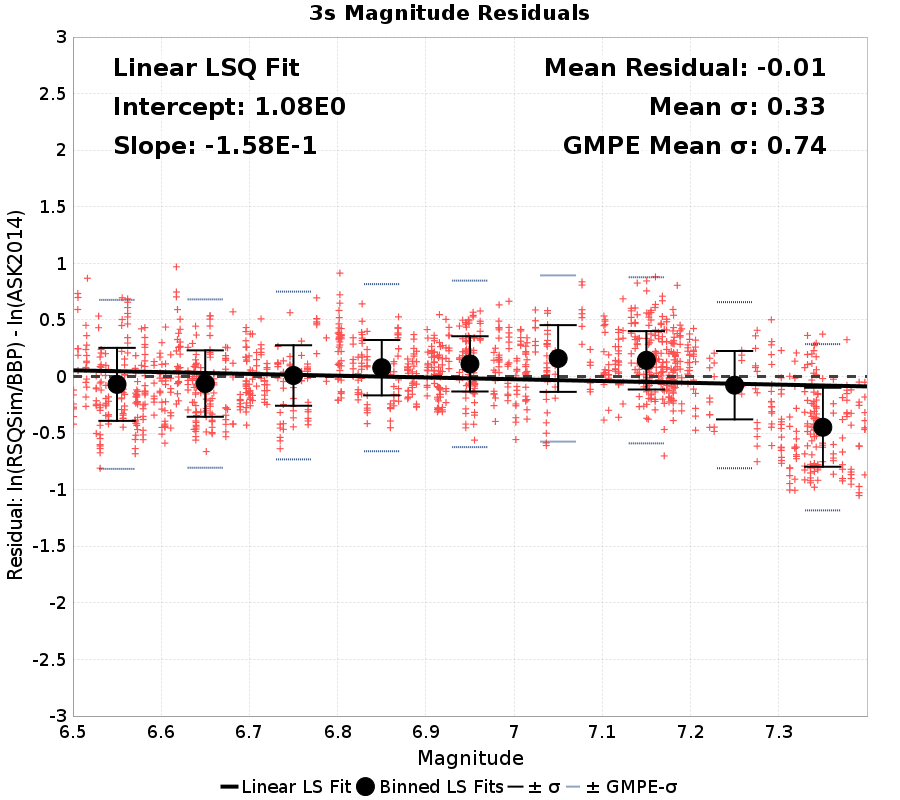 3s Magnitude Residuals
Linear LSQ Fit
Intercept: 1.08E0
Slope: -1.58E-1
Mean Residual: -0.01
Mean σ: 0.33
GMPE Mean σ: 0.74
Residual: ln(RSQSim/BBP) - ln(ASK2014)
3
2.5
2
1.5
1
0.5
0
-0.5
-1
-1.5
-2
-2.5
-3
6.5 6.6 6.7 6.8 6.9 7 7.1 7.2 7.3
Magnitude
Linear LS Fit Binned LS Fits ± σ ± GMPE-σ